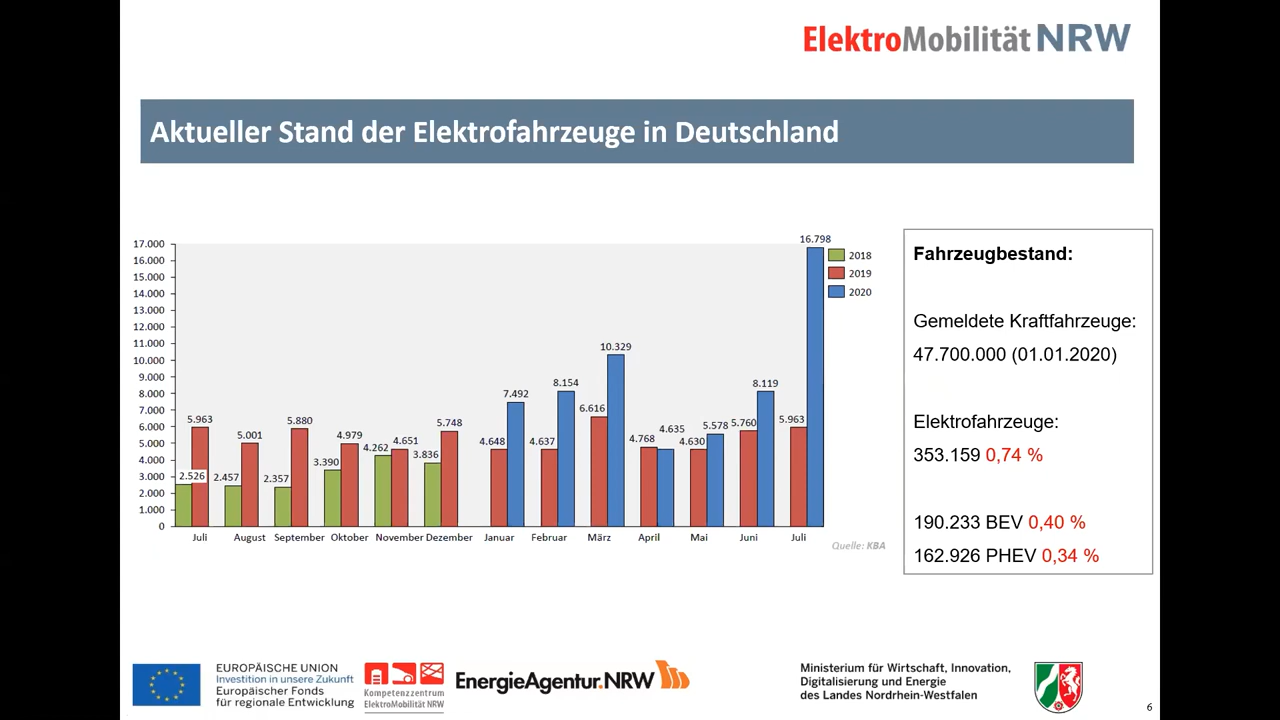 ElektroMobilität NRW
Aktueller Stand der Elektrofahrzeuge in Deutschland
17.000
16.000
15.000
14.000
13.000
12.000
11.000
10.000
9.000
8.000
7.000
6.000
5.000
4.000
3.000
2.000
1.000
0
2.526
5.963
2.457
5.001
2.357
5.880
3.390
4.979
4.262
4.651
3.836
5.748
4.648
7.492
4.637
8.154
6.616
10.329
4.768
4.635
4.630
5.578
5.760
8.119
5.963
16.798
Juli August September Oktober November Dezember Januar Februar März April Mai Juni Juli
2018
2019
2020
Quelle: KBA
Fahrzeugbestand:
Gemeldete Kraftfahrzeuge:
47.700.000 (01.01.2020)
Elektrofahrzeuge:
353.159 0,74 %
190.233 BEV 0,40 %
162.926 PHEV 0,34 %
EUROPÄISCHE UNION
Investition in unsere Zukunft
Europäischer Fonds
für regionale Entwicklung
Kompetenzzentrum
ElektroMobilität NRW
EnergieAgentur.NRW
Ministerium für Wirtschaft, Innovation,
Digitalisierung und Energie
des Landes Nordrhein-Westfalen
6